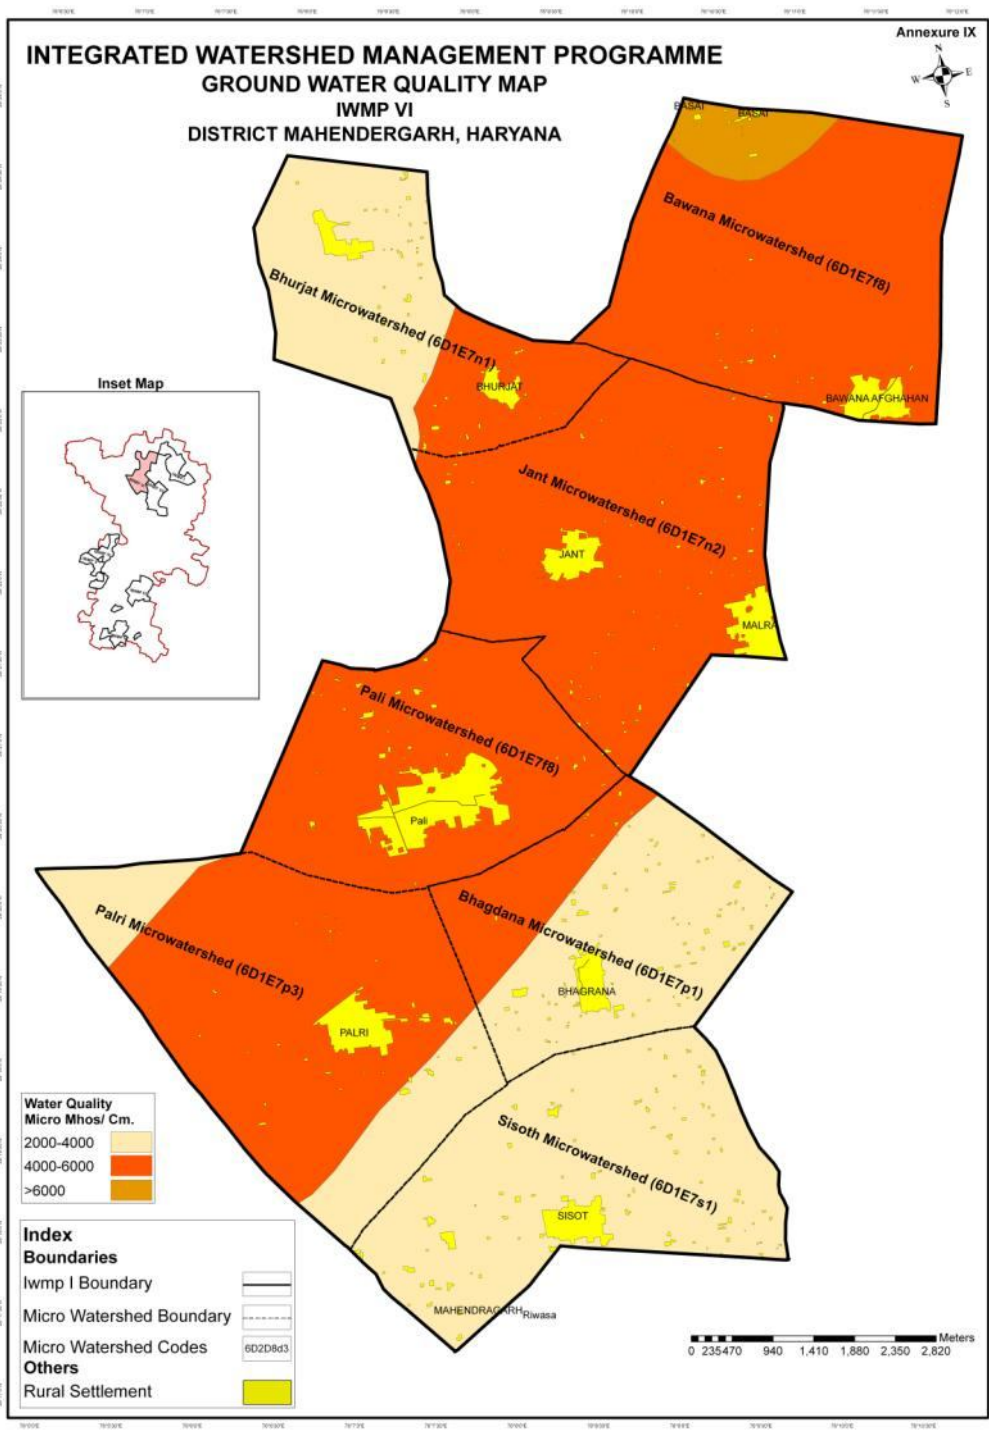 Annexure IX
INTEGRATED WATERSHED MANAGEMENT PROGRAMME
GROUND WATER QUALITY MAP
IWMP VI
DISTRICT MAHENDERGARH, HARYANA
N
W
E
S
BASAI
BASAI
Bawana Microwatershed (6D1E7f8)
Bhurjat Microwatershed (6D1E7n1)
BHURJAT
BAWANA AFGHAHAN
Inset Map
Jant Microwatershed (6D1E7n2)
JANT
MALRA
Pali Microwatershed (6D1E7f8)
Pali
Bhagdana Microwatershed (6D1E7p1)
Palri Microwatershed (6D1E7p3)
BHAGRANA
PALRI
Water Quality
Micro Mhos/ Cm.
2000-4000
4000-6000
>6000
Sisoth Microwatershed (6D1E7s1)
SISOT
Index
Boundaries
Iwmp I Boundary
Micro Watershed Boundary
Micro Watershed Codes
6D2D8d3
Others
Rural Settlement
MAHENDRAGARH
Riwasa
Meters
0 235 470 940 1,410 1,880 2,350 2,820